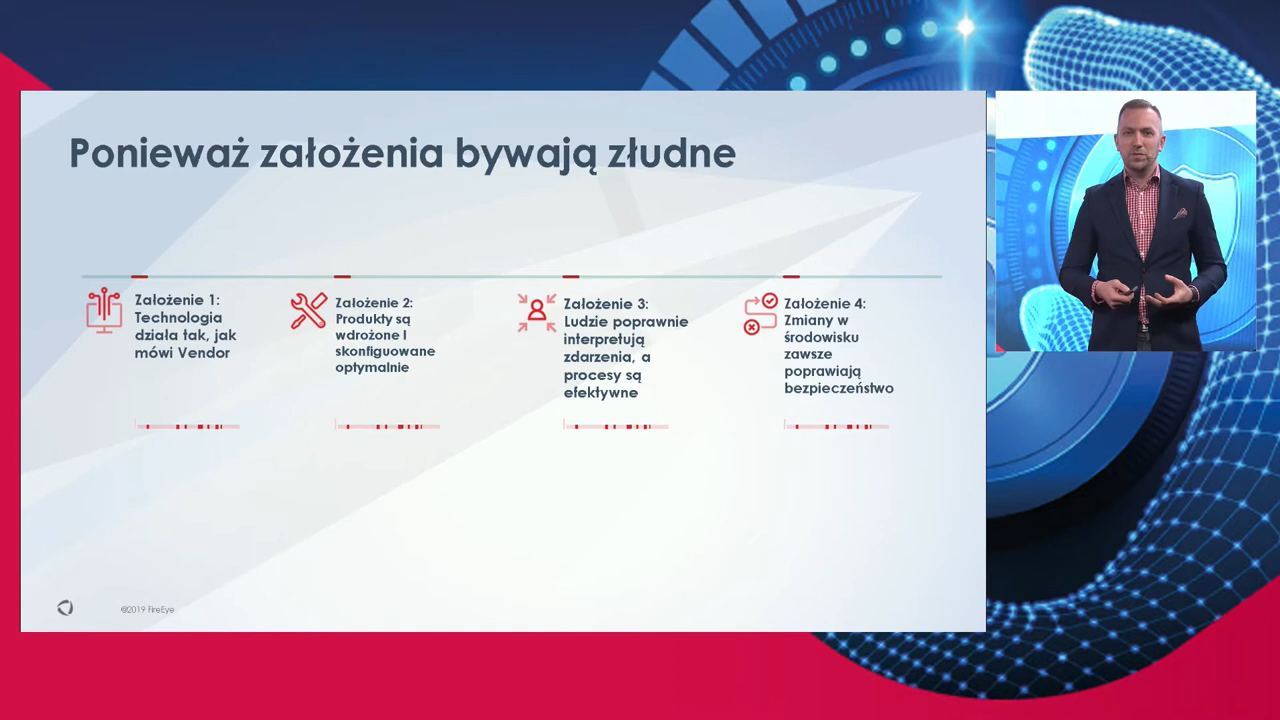 Ponieważ założenia bywają złudne
Założenie 1:
Technologia
działa tak, jak
mówi Vendor
Założenie 2:
Produkty są
wdrożone I
skonfiguowane
optymalnie
Założenie 3:
Ludzie poprawnie
interpretują
zdarzenia, a
procesy są
efektywne
Założenie 4:
Zmiany w
środowisku
zawsze
poprawiają
bezpieczeństwo
©2019 FireEye